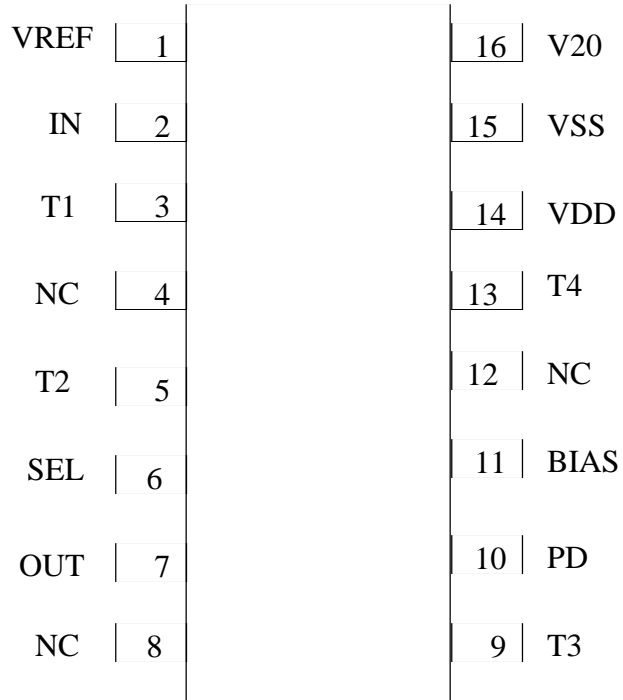 VREF 1 16 V20
IN 2 15 VSS
T1 3 14 VDD
NC 4 13 T4
T2 5 12 NC
SEL 6 11 BIAS
OUT 7 10 PD
NC 8 9 T3